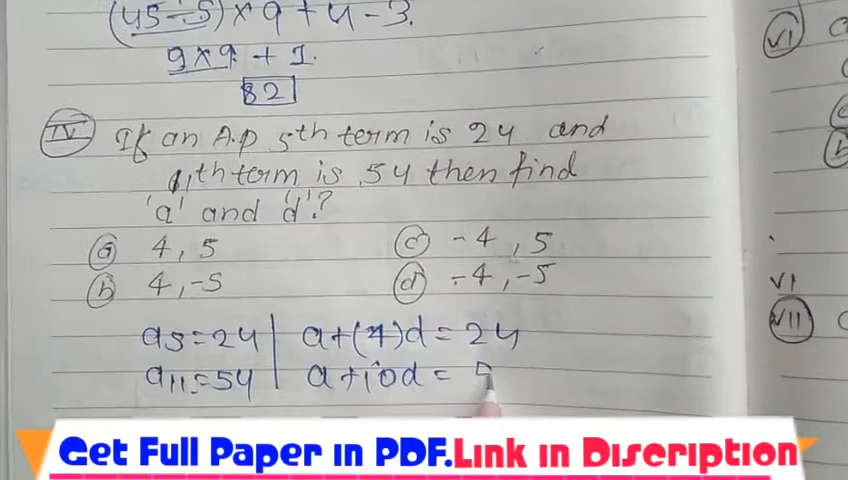 (45÷5)×9+4-3.
9×9+1.
82
IV If an A.p 5th term is 24 and
11th term is 54 then find
'a' and 'd'?
a 4, 5
c -4, 5
b 4, -5
d -4, -5
a5=24 | a+(4)d=24
a11=54 | a+10d= 5
VI
VI
VII
Get Full Paper in PDF.Link in Discription